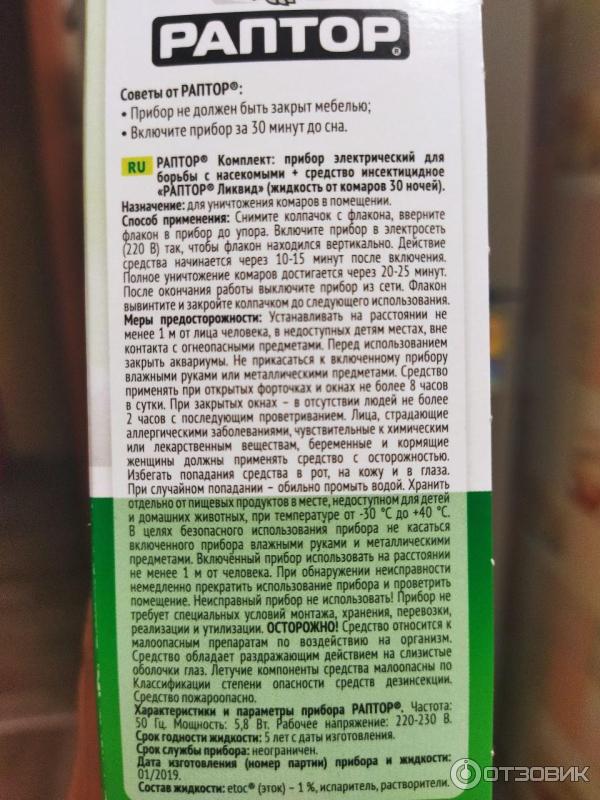 РАПТОР®
Советы от РАПТОР®:
• Прибор не должен быть закрыт мебелью;
• Включите прибор за 30 минут до сна.
RU РАПТОР® Комплект: прибор электрический для
борьбы с насекомыми + средство инсектицидное
«РАПТОР® Ликвид» (жидкость от комаров 30 ночей).
Назначение: для уничтожения комаров в помещении.
Способ применения: Снимите колпачок с флакона, вверните
флакон в прибор до упора. Включите прибор в электросеть
(220 В) так, чтобы флакон находился вертикально. Действие
средства начинается через 10-15 минут после включения.
Полное уничтожение комаров достигается через 20-25 минут.
После окончания работы выключите прибор из сети. Флакон
вывинтите и закройте колпачком до следующего использования.
Меры предосторожности: Устанавливать на расстоянии не
менее 1 м от лица человека, в недоступных детям местах, вне
контакта с огнеопасными предметами. Перед использованием
закрыть аквариумы. Не прикасаться к включенному прибору
влажными руками или металлическими предметами. Средство
применять при открытых форточках и окнах не более 8 часов
в сутки. При закрытых окнах – в отсутствии людей не более
2 часов с последующим проветриванием. Лица, страдающие
аллергическими заболеваниями, чувствительные к химическим
или лекарственным веществам, беременные и кормящие
женщины должны применять средство с осторожностью.
Избегать попадания средства в рот, на кожу и в глаза.
При случайном попадании – обильно промыть водой. Хранить
отдельно от пищевых продуктов в месте, недоступном для детей
и домашних животных, при температуре от -30 °C до +40 °C.
В целях безопасного использования прибора не касаться
включенного прибора влажными руками и металлическими
предметами. Включённый прибор использовать на расстоянии
не менее 1 м от человека. При обнаружении неисправности
немедленно прекратить использование прибора и проветрить
помещение. Неисправный прибор не использовать! Прибор не
требует специальных условий монтажа, хранения, перевозки,
реализации и утилизации. ОСТОРОЖНО! Средство относится к
малоопасным препаратам по воздействию на организм.
Средство обладает раздражающим действием на слизистые
оболочки глаз. Летучие компоненты средства малоопасны по
Классификации степени опасности средств дезинсекции.
Средство пожароопасно.
Характеристики и параметры прибора РАПТОР®. Частота:
50 Гц. Мощность: 5,8 Вт. Рабочее напряжение: 220-230 В.
Срок годности жидкости: 5 лет с даты изготовления.
Срок службы прибора: неограничен.
Дата изготовления (номер партии) прибора и жидкости:
01/2019.
Состав жидкости: etoc® (эток) – 1 %, испаритель, растворители.
ОТЗОВИК